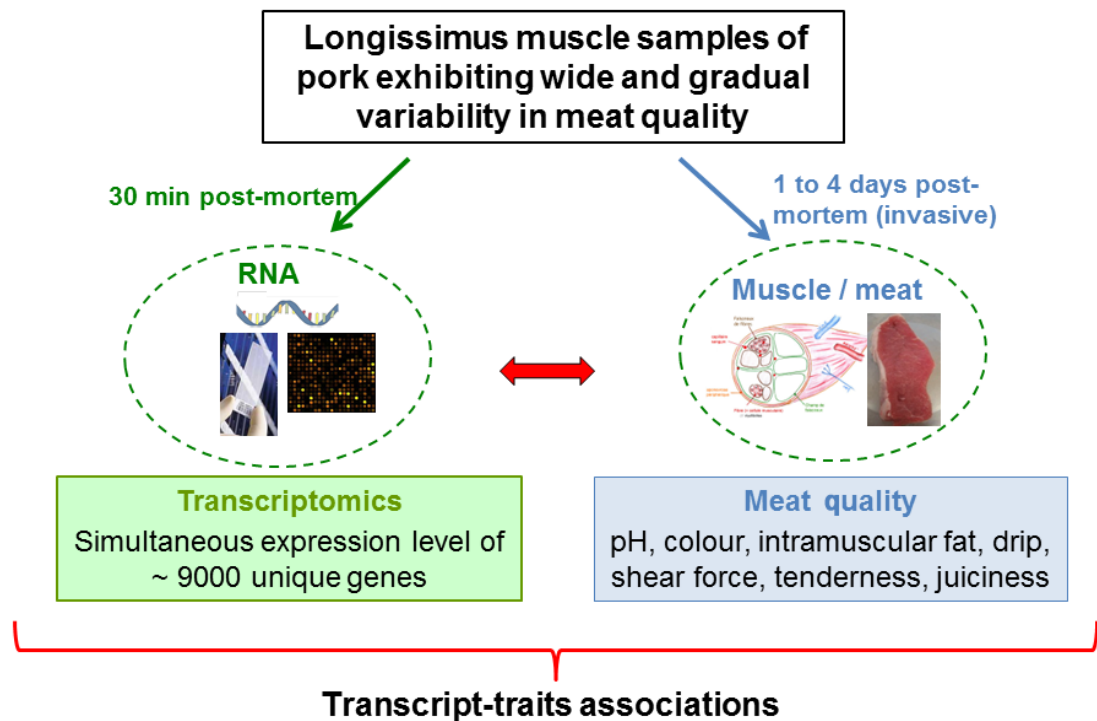 Longissimus muscle samples of
pork exhibiting wide and gradual
variability in meat quality
30 min post-mortem
1 to 4 days post-
mortem (invasive)
RNA
Muscle / meat
Transcriptomics
Simultaneous expression level of
~ 9000 unique genes
Meat quality
pH, colour, intramuscular fat, drip,
shear force, tenderness, juiciness
Transcript-traits associations